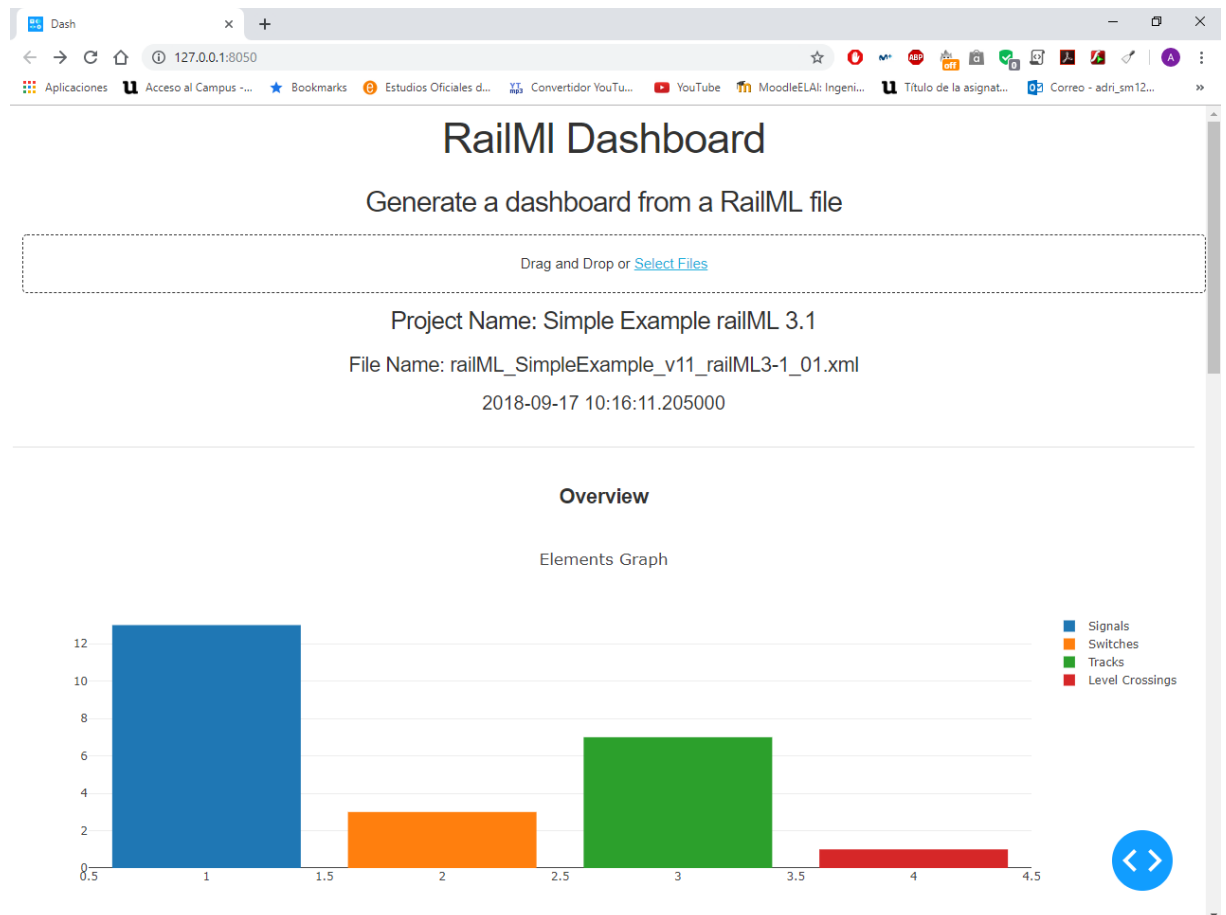 Dash
127.0.0.1:8050
ABP
off
0
A
Aplicaciones
Acceso al Campus -...
Bookmarks
Estudios Oficiales d...
Convertidor YouTu...
YouTube
MoodleELAI: Ingeni...
Título de la asignat...
Correo - adri_sm12...
»
RailMl Dashboard
Generate a dashboard from a RailML file
Drag and Drop or Select Files
Project Name: Simple Example railML 3.1
File Name: railML_SimpleExample_v11_railML3-1_01.xml
2018-09-17 10:16:11.205000
Overview
Elements Graph
Signals
Switches
Tracks
Level Crossings
12
10
8
6
4
2
0
0.5 1 1.5 2 2.5 3 3.5 4 4.5